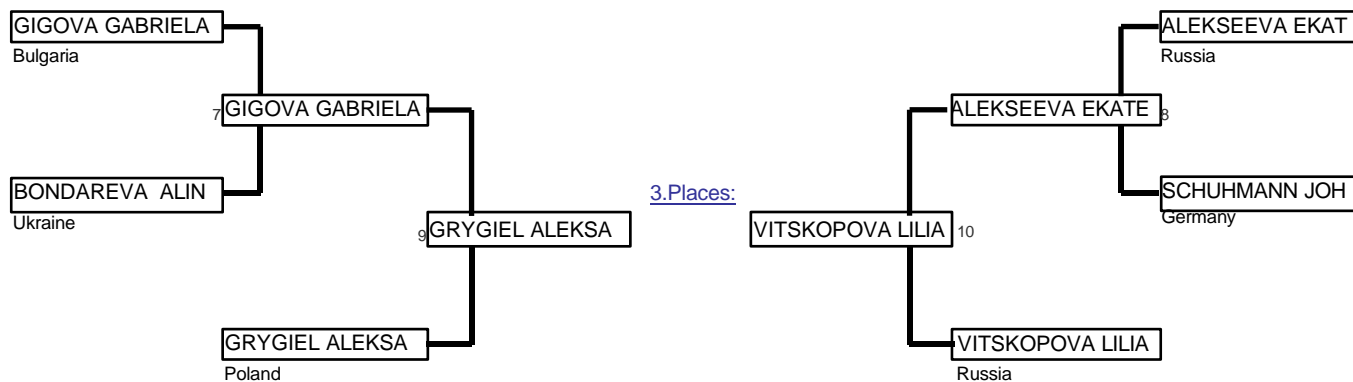 GIGOVA GABRIELA
Bulgaria
7 GIGOVA GABRIELA
BONDAREVA ALIN
Ukraine
9 GRYGIEL ALEKSA
GRYGIEL ALEKSA
Poland
3.Places:
ALEKSEEVA EKAT
Russia
ALEKSEEVA EKATE 8
SCHUHMANN JOH
Germany
VITSKOPOVA LILIA 10
VITSKOPOVA LILIA
Russia